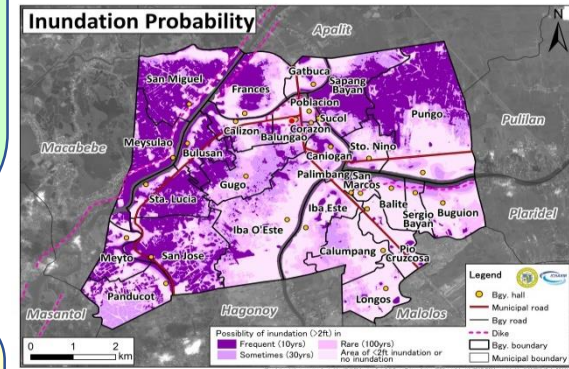 Inundation Probability
N
Apalit
San Miguel
Gatbuca
Frances
Sapang
Bayan
Poblacion
Pungo
Sucol
Pulilan
Calizon
Corazon
Balungao
Meysulao
Macabebe
Bulusan
Sto. Nino
Caniogan
Palimbang
San
Marcos
Gugo
Sta. Lucia
Balite
Plaridel
Iba Este
Sergio
Bayan
Buguion
Iba O'Este
Meyto
San Jose
Calumpang
Pio
Cruzcosa
Panducot
Longos
Masantol
Hagonoy
Malolos
Legend
Bgy. hall
Municipal road
Bgy road
Dike
Bgy. boundary
Municipal boundary
Possiblity of inundation (>2ft) in
Frequent (10yrs)
Rare (100yrs)
Sometimes (30yrs)
Area of <2ft inundation or
no inundation
0 1 2
km